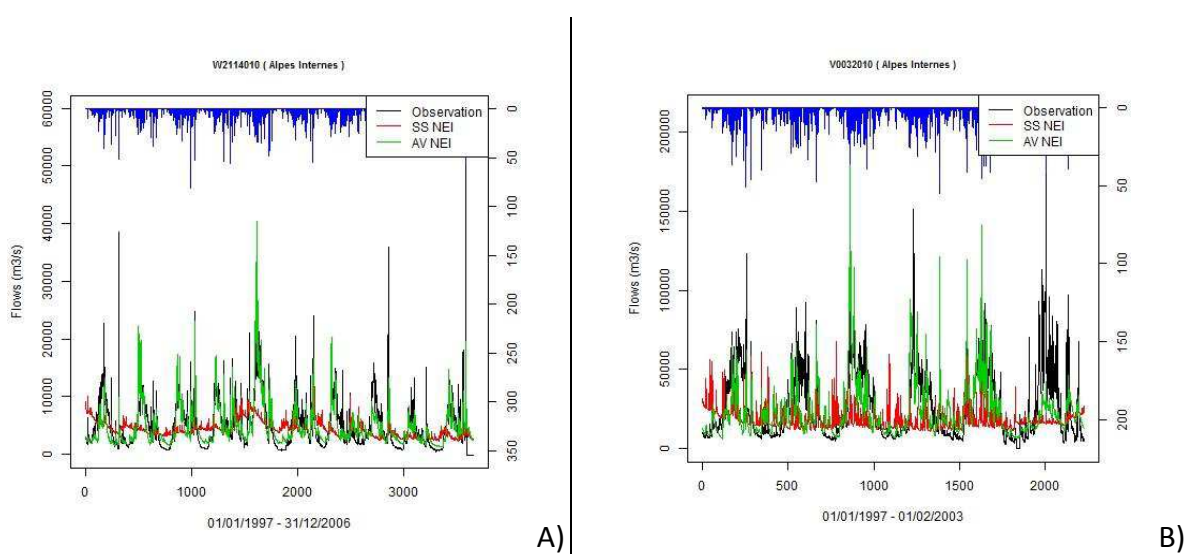 W2114010 ( Alpes Internes )
Observation
SS NEI
AV NEI
Flows (m3/s)
0
10000
20000
30000
40000
50000
60000
0
50
100
150
200
250
300
350
0
1000
2000
3000
01/01/1997 - 31/12/2006
A)
V0032010 ( Alpes Internes )
Observation
SS NEI
AV NEI
Flows (m3/s)
0
50000
100000
150000
200000
0
50
100
150
200
0
500
1000
1500
2000
01/01/1997 - 01/02/2003
B)